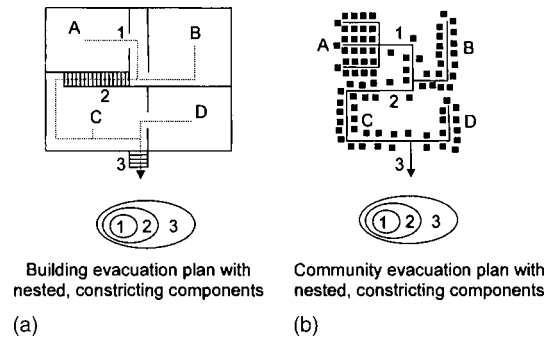 A
1
B
2
C
D
3
1 2 3
Building evacuation plan with
nested, constricting components
(a)
1
A
B
2
C
D
3
1 2 3
Community evacuation plan with
nested, constricting components
(b)